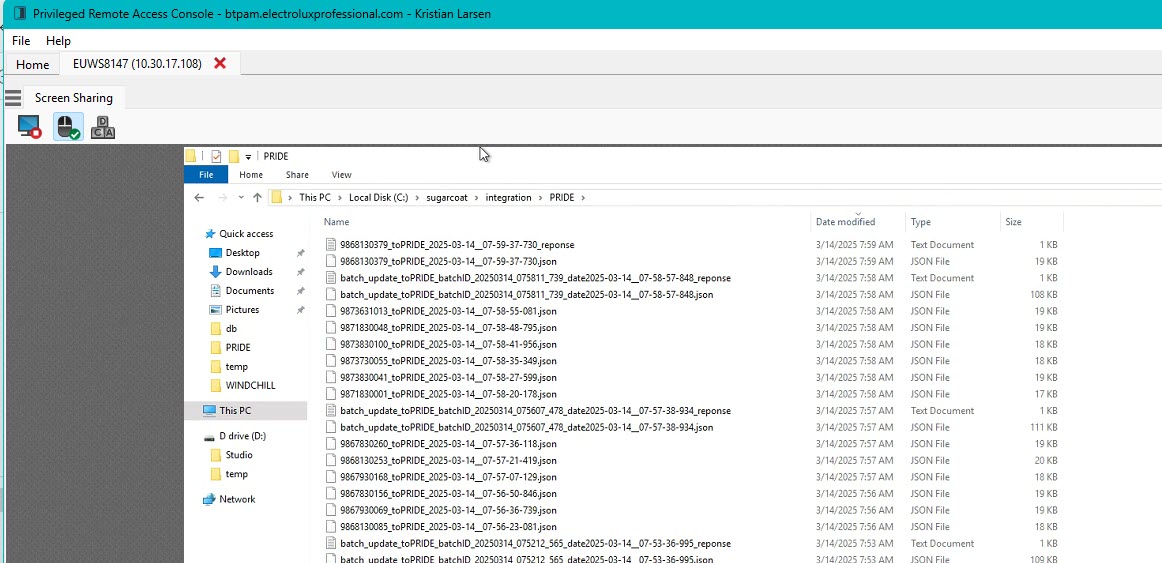 Privileged Remote Access Console - btpam.electroluxprofessional.com - Kristian Larsen
File Help
Home EUWS8147 (10.30.17.108)
Screen Sharing
D
C A
PRIDE
File Home Share View
This PC > Local Disk (C:) > sugarcoat > integration > PRIDE >
Name Date modified Type Size
Quick access
Desktop
Downloads
Documents
Pictures
db
PRIDE
temp
WINDCHILL
This PC
D drive (D:)
Studio
temp
Network
9868130379_toPRIDE_2025-03-14__07-59-37-730_reponse 3/14/2025 7:59 AM Text Document 1 KB
9868130379_toPRIDE_2025-03-14__07-59-37-730.json 3/14/2025 7:59 AM JSON File 19 KB
batch_update_toPRIDE_batchID_20250314_075811_739_date2025-03-14__07-58-57-848_reponse 3/14/2025 7:58 AM Text Document 1 KB
batch_update_toPRIDE_batchID_20250314_075811_739_date2025-03-14__07-58-57-848.json 3/14/2025 7:58 AM JSON File 108 KB
9873631013_toPRIDE_2025-03-14__07-58-55-081.json 3/14/2025 7:58 AM JSON File 19 KB
9871830048_toPRIDE_2025-03-14__07-58-48-795.json 3/14/2025 7:58 AM JSON File 19 KB
9873830100_toPRIDE_2025-03-14__07-58-41-956.json 3/14/2025 7:58 AM JSON File 18 KB
9873730055_toPRIDE_2025-03-14__07-58-35-349.json 3/14/2025 7:58 AM JSON File 18 KB
9873830041_toPRIDE_2025-03-14__07-58-27-599.json 3/14/2025 7:58 AM JSON File 19 KB
9871830001_toPRIDE_2025-03-14__07-58-20-178.json 3/14/2025 7:58 AM JSON File 17 KB
batch_update_toPRIDE_batchID_20250314_075607_478_date2025-03-14__07-57-38-934_reponse 3/14/2025 7:57 AM Text Document 1 KB
batch_update_toPRIDE_batchID_20250314_075607_478_date2025-03-14__07-57-38-934.json 3/14/2025 7:57 AM JSON File 111 KB
9867830260_toPRIDE_2025-03-14__07-57-36-118.json 3/14/2025 7:57 AM JSON File 19 KB
9868130253_toPRIDE_2025-03-14__07-57-21-419.json 3/14/2025 7:57 AM JSON File 20 KB
9867930168_toPRIDE_2025-03-14__07-57-07-129.json 3/14/2025 7:57 AM JSON File 18 KB
9867830156_toPRIDE_2025-03-14__07-56-50-846.json 3/14/2025 7:56 AM JSON File 19 KB
9867930069_toPRIDE_2025-03-14__07-56-36-739.json 3/14/2025 7:56 AM JSON File 19 KB
9868130085_toPRIDE_2025-03-14__07-56-23-081.json 3/14/2025 7:56 AM JSON File 18 KB
batch_update_toPRIDE_batchID_20250314_075212_565_date2025-03-14__07-53-36-995_reponse 3/14/2025 7:53 AM Text Document 1 KB
batch_update_toPRIDE_batchID_20250314_075212_565_date2025-03-14__07-53-36-995.json 3/14/2025 7:53 AM JSON File 109 KB